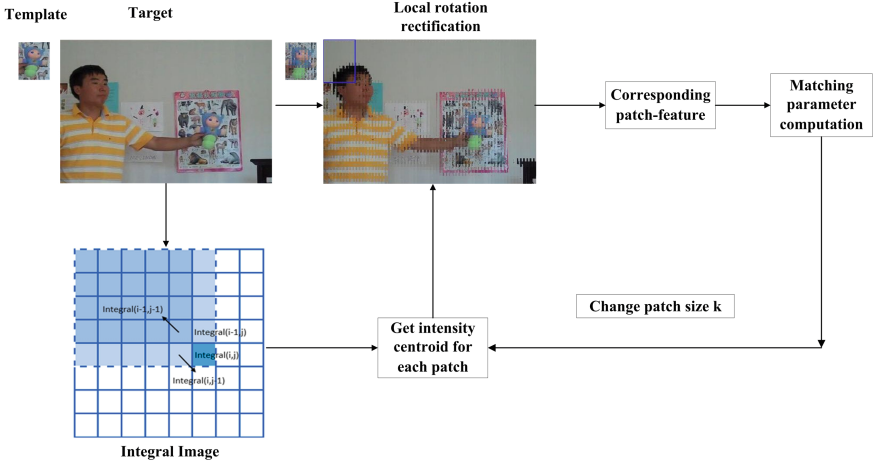 Template
Target
Local rotation
rectification
Corresponding
patch-feature
Matching
parameter
computation
Integral(i-1,j-1)
Integral(i-1,j)
Integral(i,j)
Integral(i,j-1)
Get intensity
centroid for
each patch
Change patch size k
Integral Image